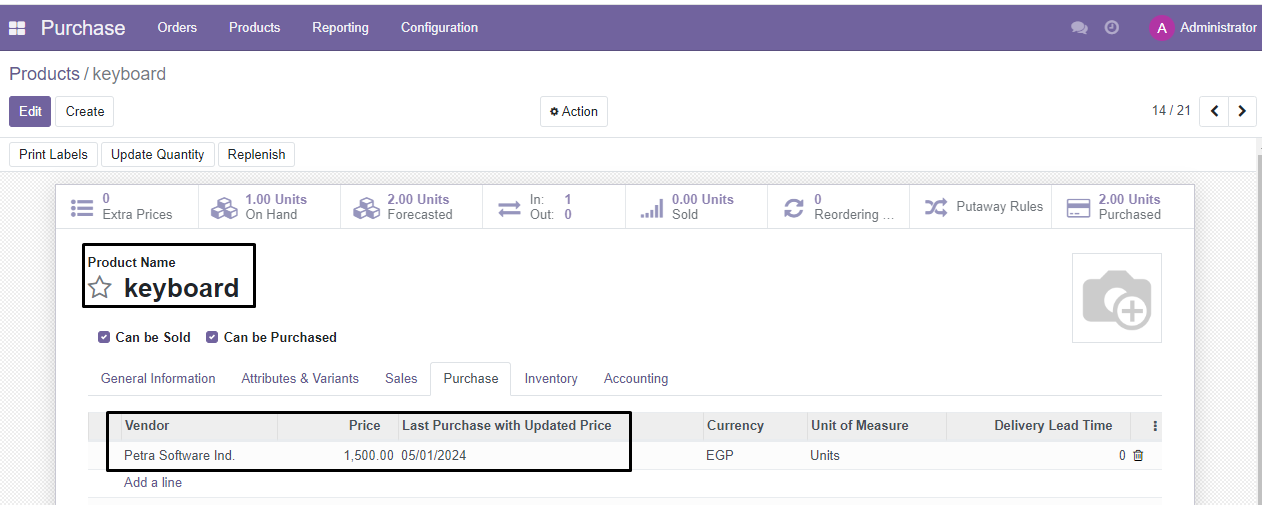 Purchase Orders Products Reporting Configuration A Administrator
Products / keyboard
Edit Create Action 14 / 21
Print Labels Update Quantity Replenish
0 Extra Prices
1.00 Units On Hand
2.00 Units Forecasted
In: 1
Out: 0
0.00 Units Sold
0 Reordering ...
Putaway Rules
2.00 Units Purchased
Product Name
keyboard
Can be Sold Can be Purchased
General Information Attributes & Variants Sales Purchase Inventory Accounting
Vendor Price Last Purchase with Updated Price Currency Unit of Measure Delivery Lead Time
Petra Software Ind. 1,500.00 05/01/2024 EGP Units 0
Add a line